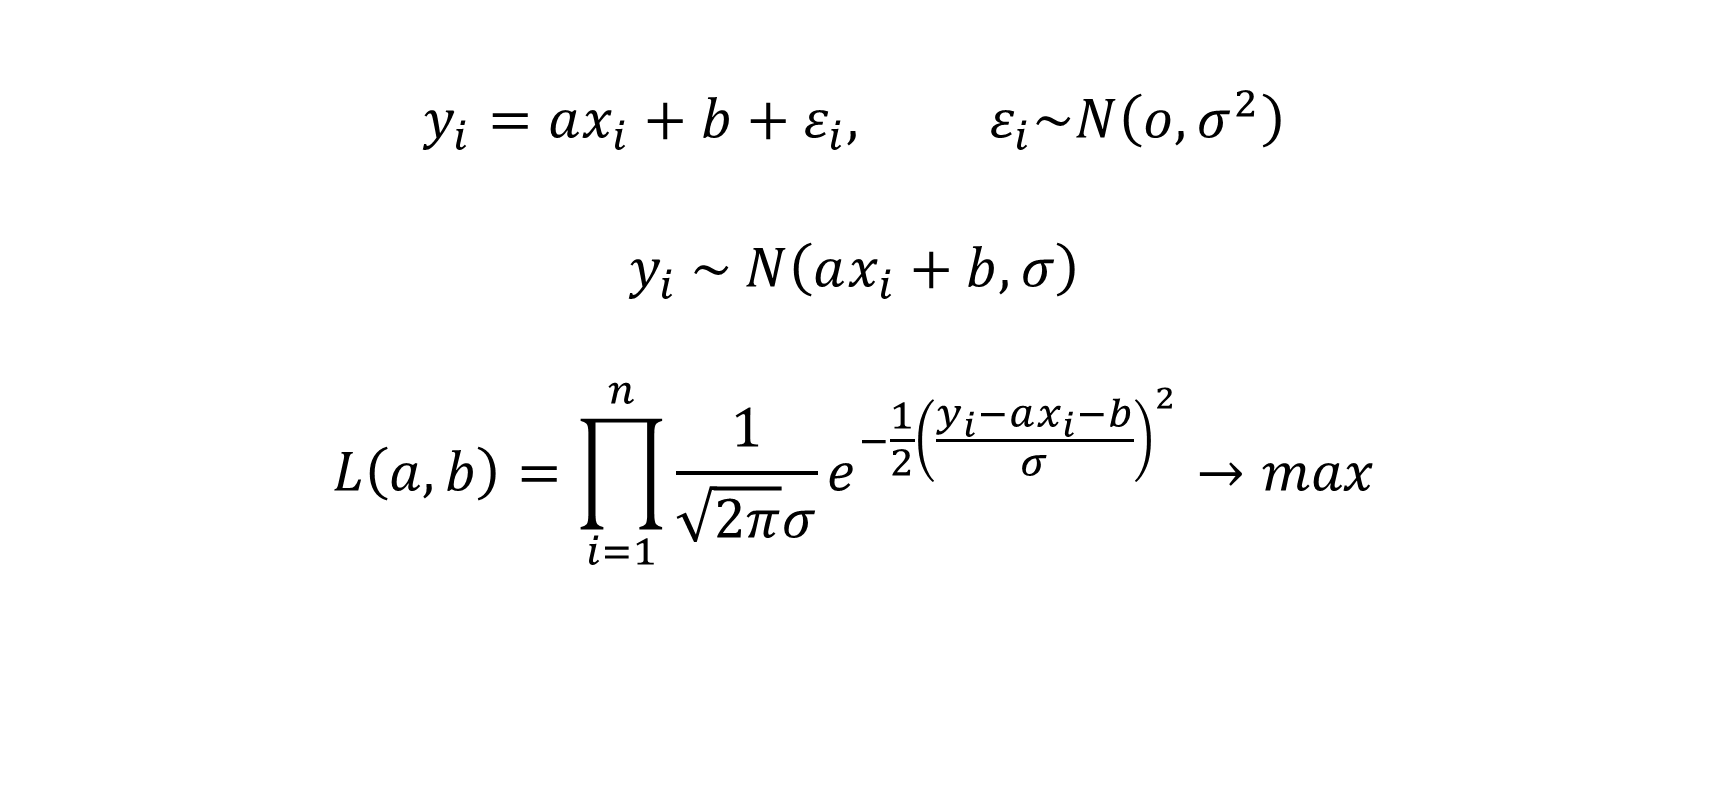 yᵢ = axᵢ + b + εᵢ, εᵢ~N(o, σ²)
yᵢ ~ N(axᵢ + b, σ)
L(a, b) = ∏ᵢ₌₁ⁿ 1/(√(2π)σ) e^(−1/2((yᵢ−axᵢ−b)/σ)²) → max